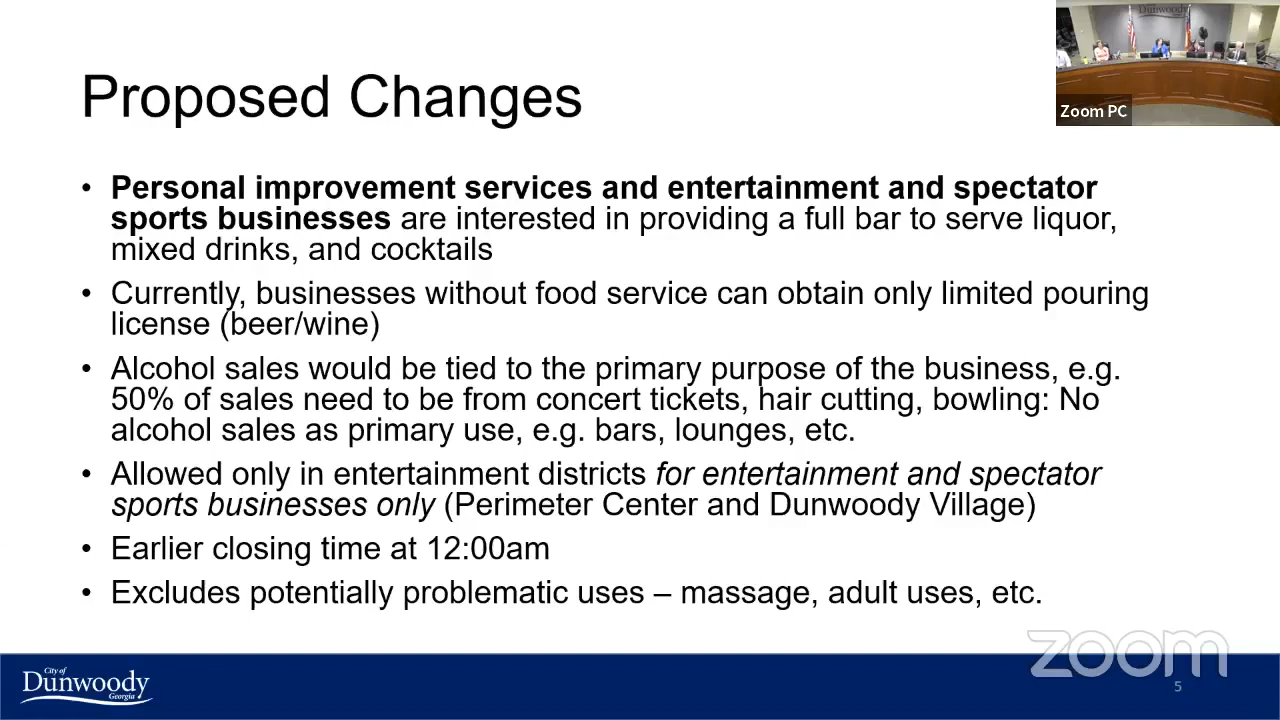 Dunwoody
Zoom PC
Proposed Changes
• Personal improvement services and entertainment and spectator
sports businesses are interested in providing a full bar to serve liquor,
mixed drinks, and cocktails
• Currently, businesses without food service can obtain only limited pouring
license (beer/wine)
• Alcohol sales would be tied to the primary purpose of the business, e.g.
50% of sales need to be from concert tickets, hair cutting, bowling: No
alcohol sales as primary use, e.g. bars, lounges, etc.
• Allowed only in entertainment districts for entertainment and spectator
sports businesses only (Perimeter Center and Dunwoody Village)
• Earlier closing time at 12:00am
• Excludes potentially problematic uses – massage, adult uses, etc.
zoom
City of
Dunwoody
Georgia
5